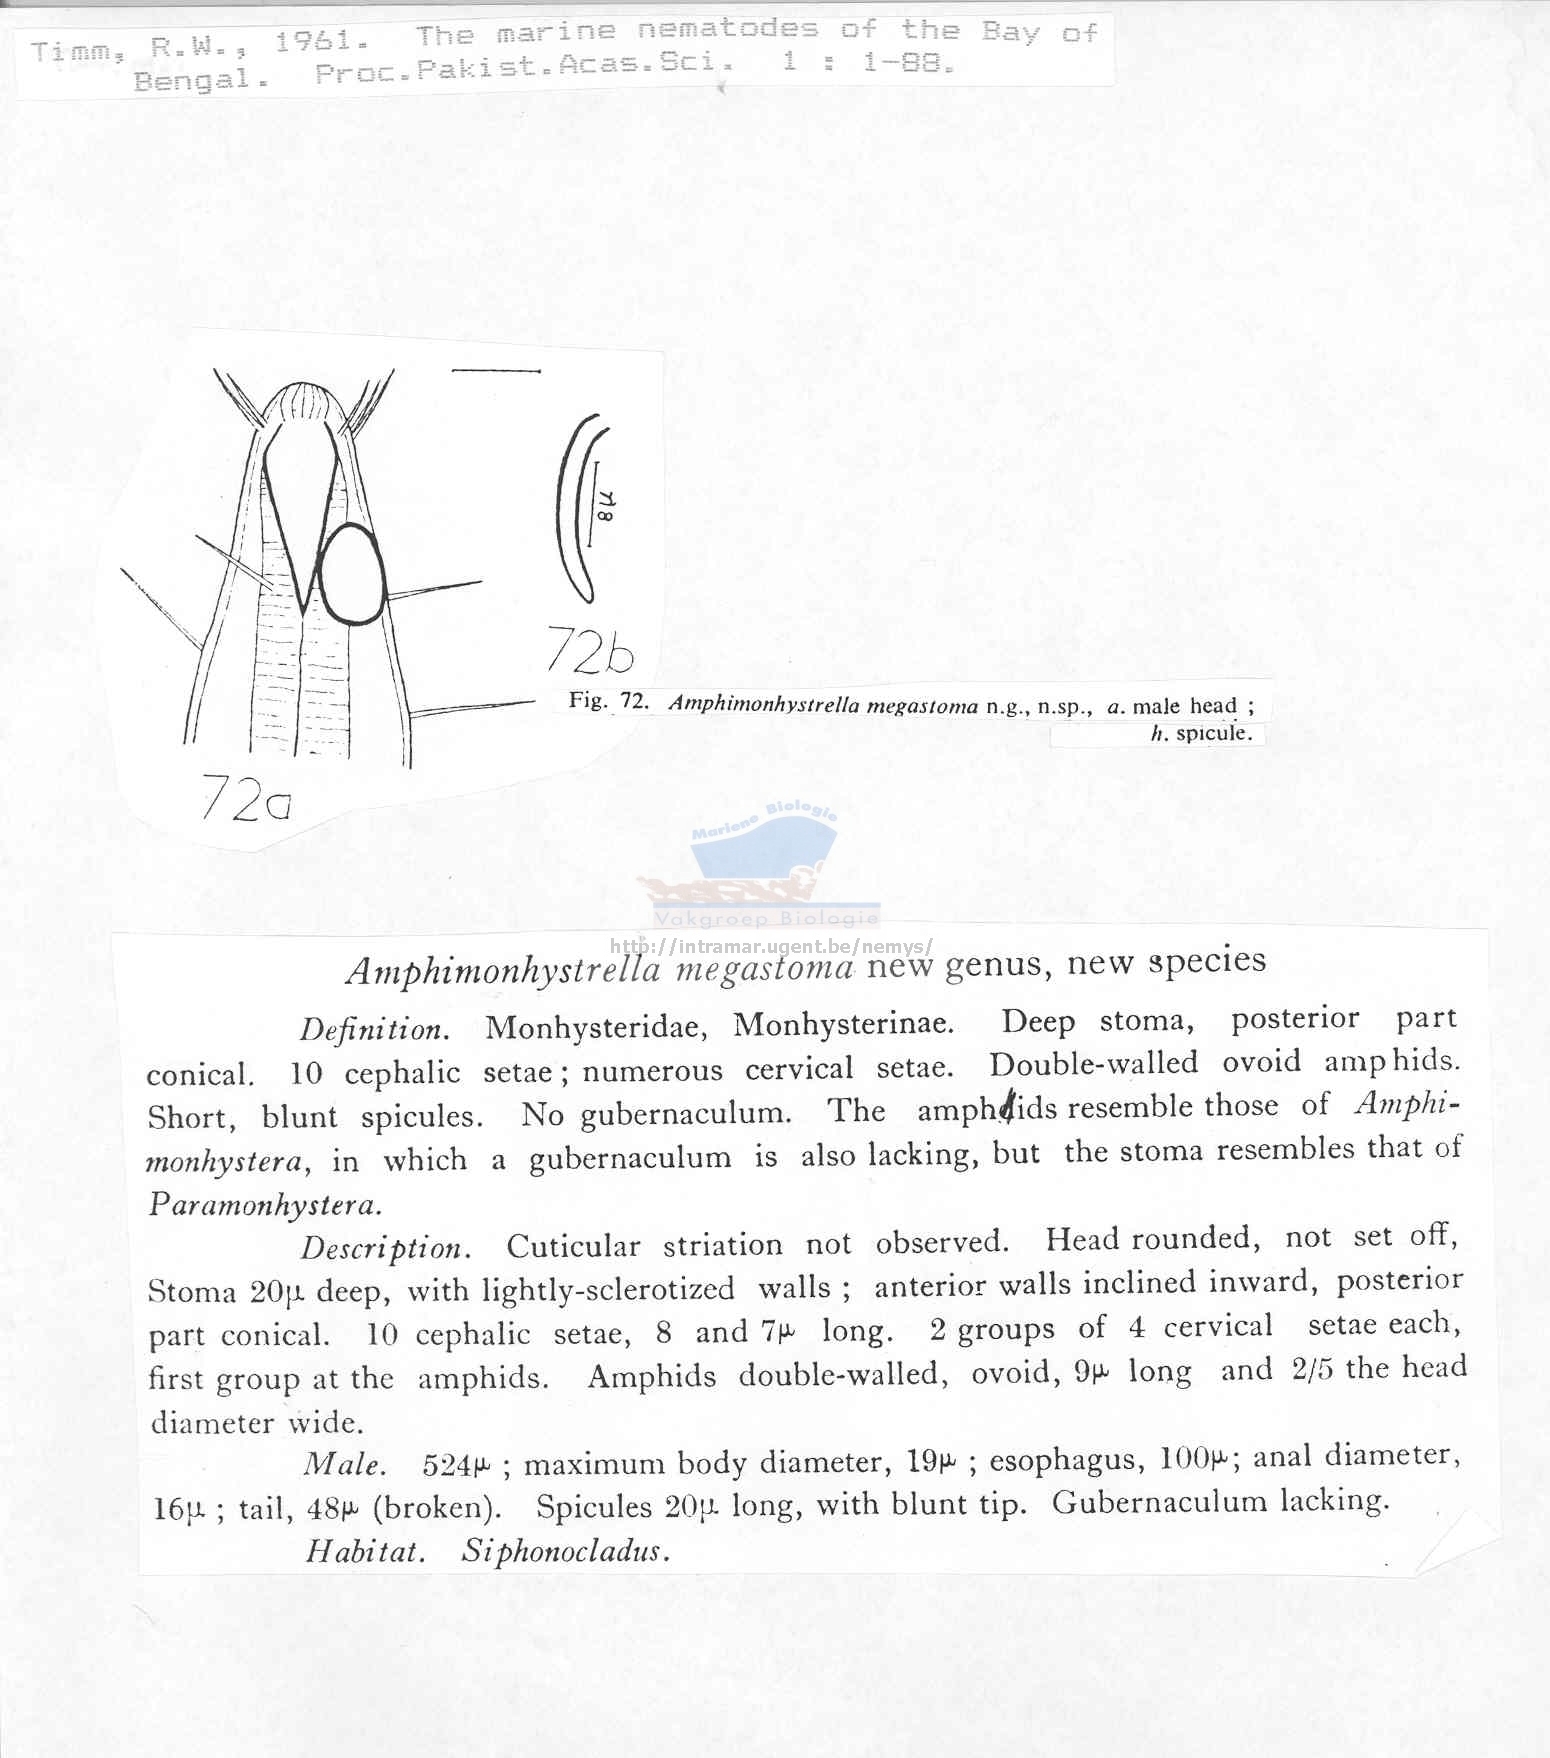 Timm, R.W., 1961. The marine nematodes of the Bay of
Bengal. Proc.Pakist.Acas.Sci. 1 : 1-88.
8μ
72b
Fig. 72. Amphimonhystrella megastoma n.g., n.sp., a. male head ;
h. spicule.
72a
Mariene Biologie
Vakgroep Biologie
http://intramar.ugent.be/nemys/
Amphimonhystrella megastoma new genus, new species
Definition. Monhysteridae, Monhysterinae. Deep stoma, posterior part
conical. 10 cephalic setae ; numerous cervical setae. Double-walled ovoid amphids.
Short, blunt spicules. No gubernaculum. The amphids resemble those of Amphi-
monhystera, in which a gubernaculum is also lacking, but the stoma resembles that of
Paramonhystera.
Description. Cuticular striation not observed. Head rounded, not set off,
Stoma 20μ deep, with lightly-sclerotized walls ; anterior walls inclined inward, posterior
part conical. 10 cephalic setae, 8 and 7μ long. 2 groups of 4 cervical setae each,
first group at the amphids. Amphids double-walled, ovoid, 9μ long and 2/5 the head
diameter wide.
Male. 524μ ; maximum body diameter, 19μ ; esophagus, 100μ; anal diameter,
16μ ; tail, 48μ (broken). Spicules 20μ long, with blunt tip. Gubernaculum lacking.
Habitat. Siphonocladus.